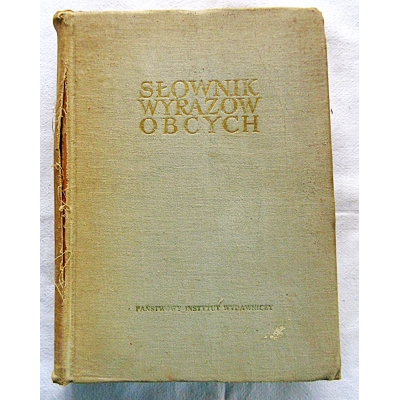 SŁOWNIK
WYRAZÓW
OBCYCH
PAŃSTWOWY INSTYTUT WYDAWNICZY